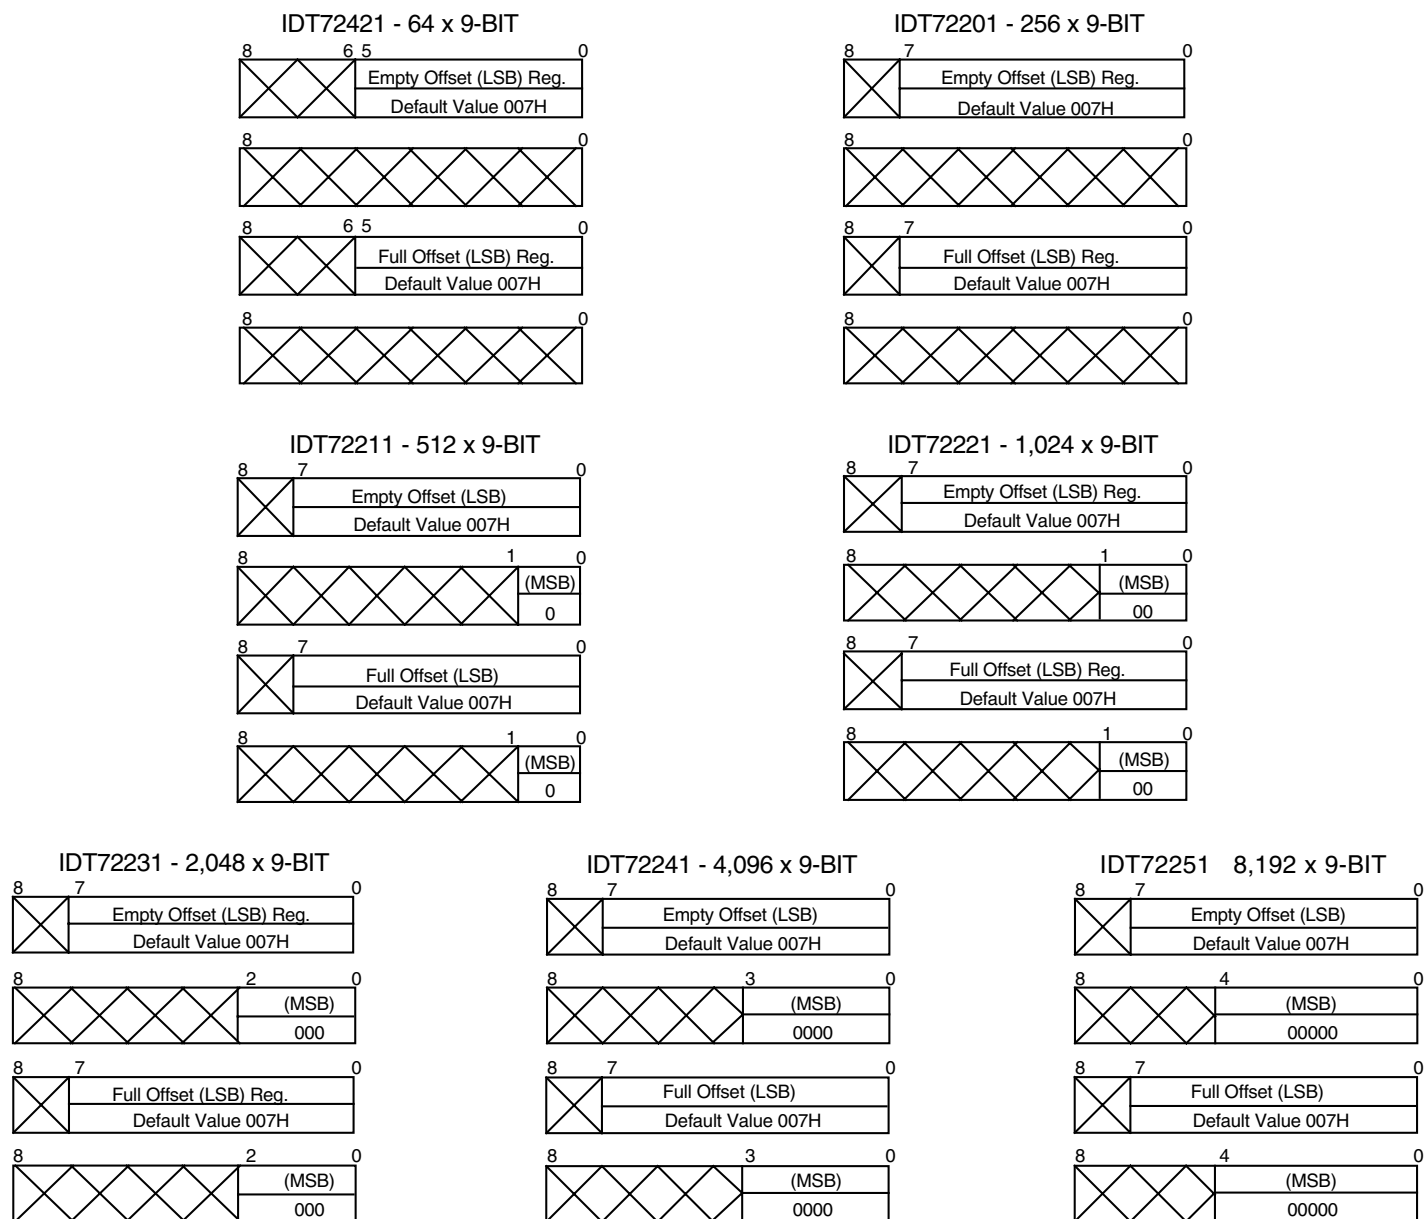 IDT72421 - 64 x 9-BIT
8 6 5 0
Empty Offset (LSB) Reg.
Default Value 007H
8 0
8 6 5 0
Full Offset (LSB) Reg.
Default Value 007H
8 0
IDT72201 - 256 x 9-BIT
8 7 0
Empty Offset (LSB) Reg.
Default Value 007H
8 0
8 7 0
Full Offset (LSB) Reg.
Default Value 007H
8 0
IDT72211 - 512 x 9-BIT
8 7 0
Empty Offset (LSB)
Default Value 007H
8 1 0
(MSB)
0
8 7 0
Full Offset (LSB)
Default Value 007H
8 1 0
(MSB)
0
IDT72221 - 1,024 x 9-BIT
8 7 0
Empty Offset (LSB) Reg.
Default Value 007H
8 1 0
(MSB)
00
8 7 0
Full Offset (LSB) Reg.
Default Value 007H
8 1 0
(MSB)
00
IDT72231 - 2,048 x 9-BIT
8 7 0
Empty Offset (LSB) Reg.
Default Value 007H
8 2 0
(MSB)
000
8 7 0
Full Offset (LSB) Reg.
Default Value 007H
8 2 0
(MSB)
000
IDT72241 - 4,096 x 9-BIT
8 7 0
Empty Offset (LSB)
Default Value 007H
8 3 0
(MSB)
0000
8 7 0
Full Offset (LSB)
Default Value 007H
8 3 0
(MSB)
0000
IDT72251 8,192 x 9-BIT
8 7 0
Empty Offset (LSB)
Default Value 007H
8 4 0
(MSB)
00000
8 7 0
Full Offset (LSB)
Default Value 007H
8 4 0
(MSB)
00000